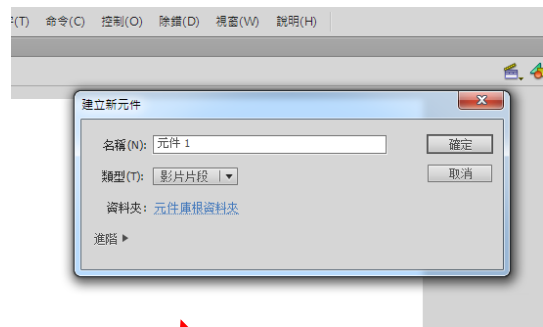 (T) 命令(C) 控制(O) 除錯(D) 視窗(W) 說明(H)
建立新元件
名稱(N): 元件 1
確定
類型(T): 影片片段
取消
資料夾: 元件庫根資料夾
進階